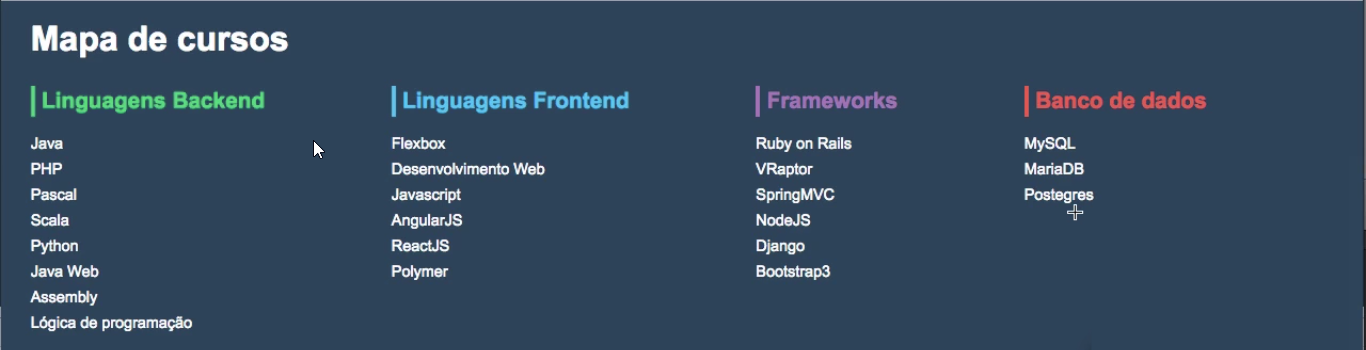 Mapa de cursos
Linguagens Backend
Java
PHP
Pascal
Scala
Python
Java Web
Assembly
Lógica de programação
Linguagens Frontend
Flexbox
Desenvolvimento Web
Javascript
AngularJS
ReactJS
Polymer
Frameworks
Ruby on Rails
VRaptor
SpringMVC
NodeJS
Django
Bootstrap3
Banco de dados
MySQL
MariaDB
Postegres